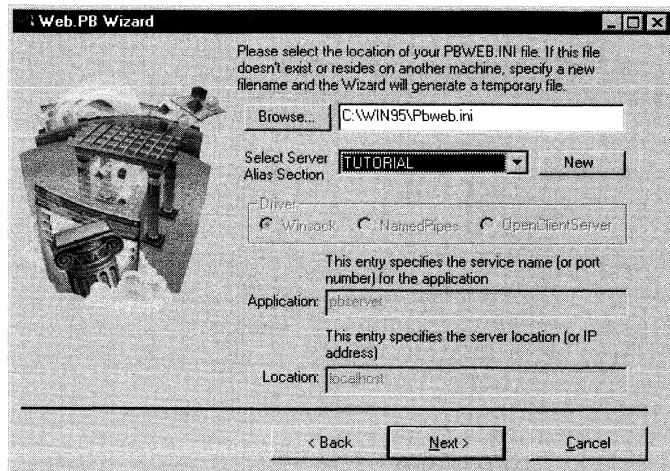 Web.PB Wizard
Please select the location of your PBWEB.INI file. If this file
doesn't exist or resides on another machine, specify a new
filename and the Wizard will generate a temporary file.
Browse... C:\WIN95\Pbweb.ini
Select Server
Alias Section TUTORIAL New
Driver
Winsock NamedPipes OpenClientServer
This entry specifies the service name (or port
number) for the application
Application: pbserver
This entry specifies the server location (or IP
address)
Location: localhost
< Back Next > Cancel